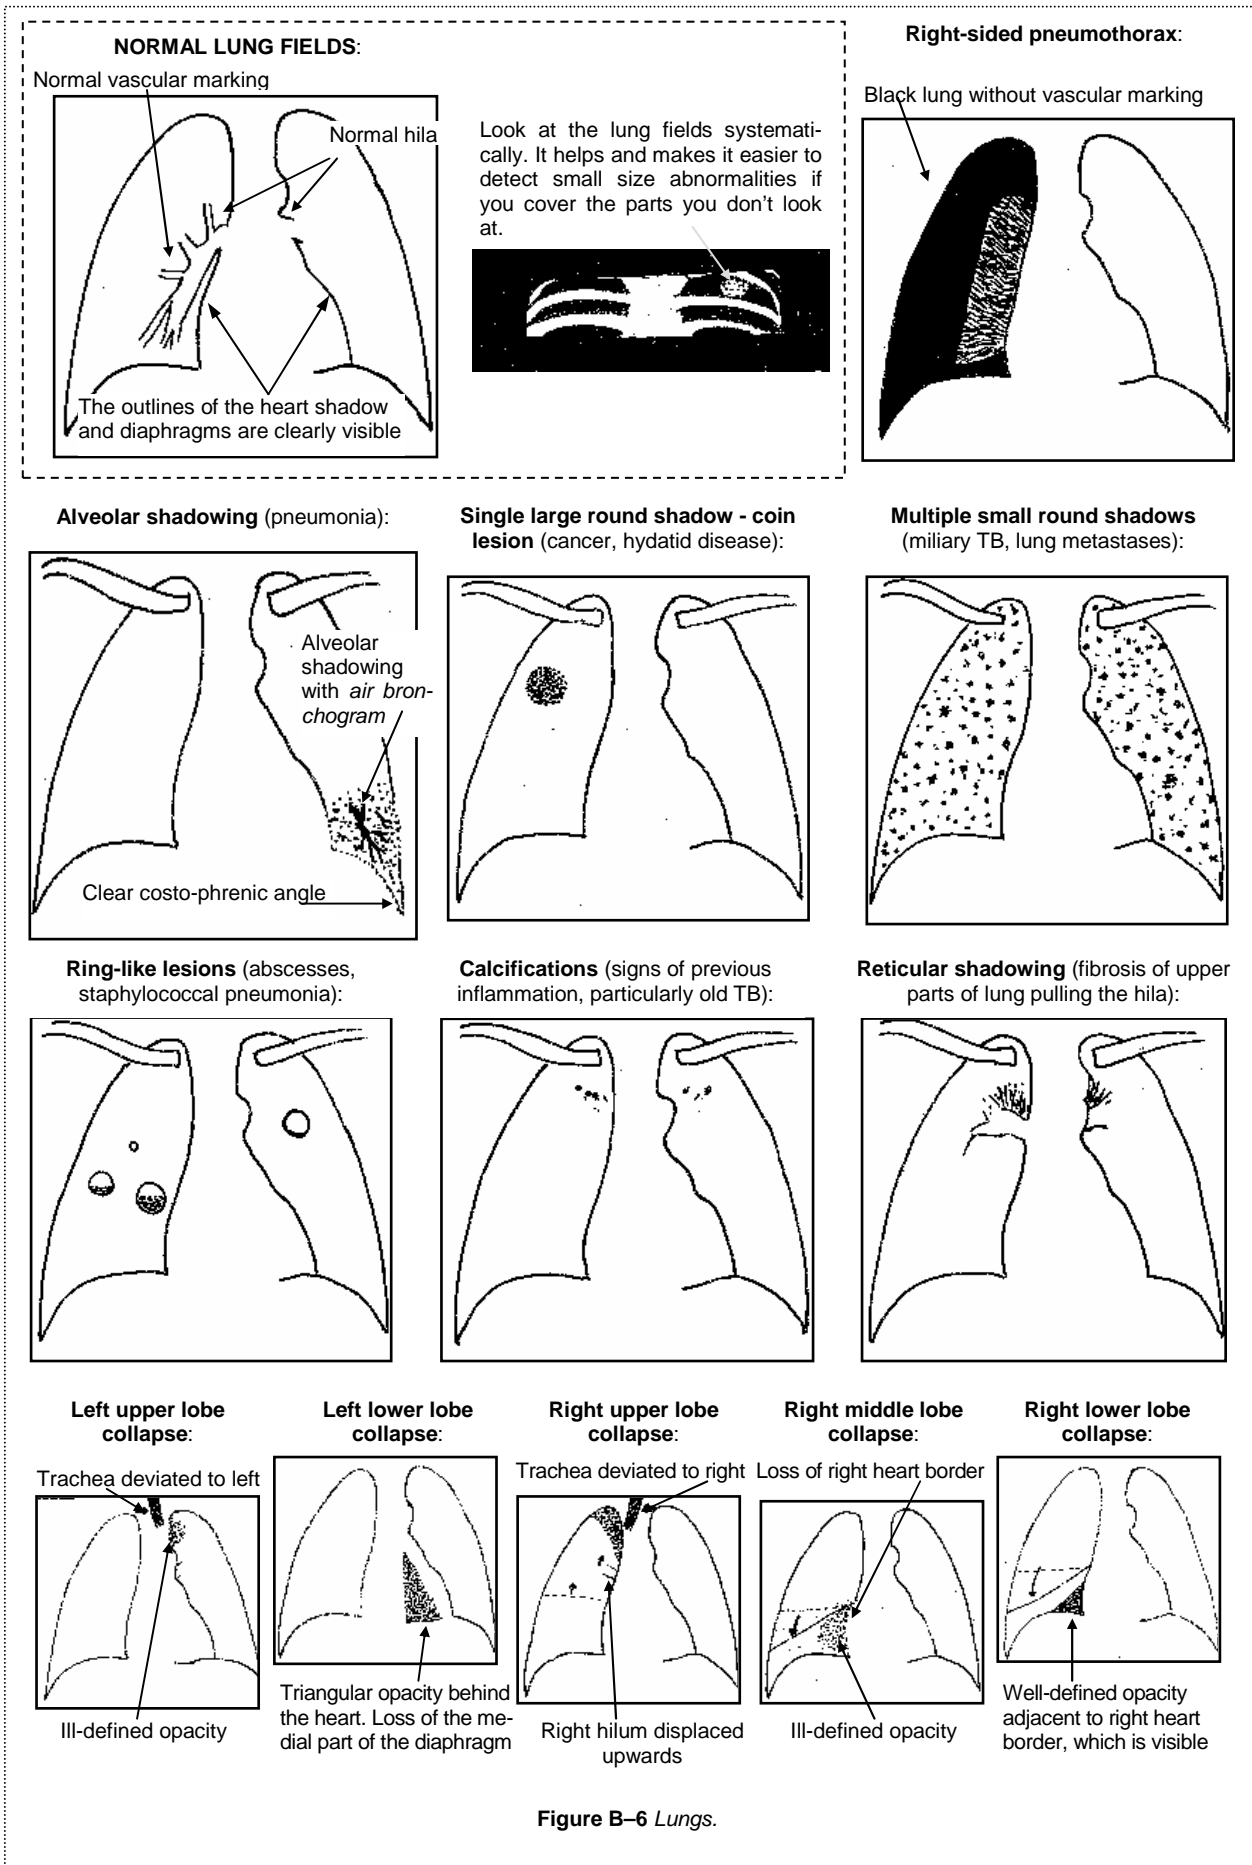 NORMAL LUNG FIELDS:
Normal vascular marking
Normal hila
The outlines of the heart shadow
and diaphragms are clearly visible
Look at the lung fields systemati-
cally. It helps and makes it easier to
detect small size abnormalities if
you cover the parts you don't look
at.
Right-sided pneumothorax:
Black lung without vascular marking
Alveolar shadowing (pneumonia):
Alveolar
shadowing
with air bron-
chogram
Clear costo-phrenic angle
Single large round shadow - coin
lesion (cancer, hydatid disease):
Multiple small round shadows
(miliary TB, lung metastases):
Ring-like lesions (abscesses,
staphylococcal pneumonia):
Calcifications (signs of previous
inflammation, particularly old TB):
Reticular shadowing (fibrosis of upper
parts of lung pulling the hila):
Left upper lobe
collapse:
Trachea deviated to left
Ill-defined opacity
Left lower lobe
collapse:
Triangular opacity behind
the heart. Loss of the me-
dial part of the diaphragm
Right upper lobe
collapse:
Trachea deviated to right
Right hilum displaced
upwards
Right middle lobe
collapse:
Loss of right heart border
Ill-defined opacity
Right lower lobe
collapse:
Well-defined opacity
adjacent to right heart
border, which is visible
Figure B–6 Lungs.